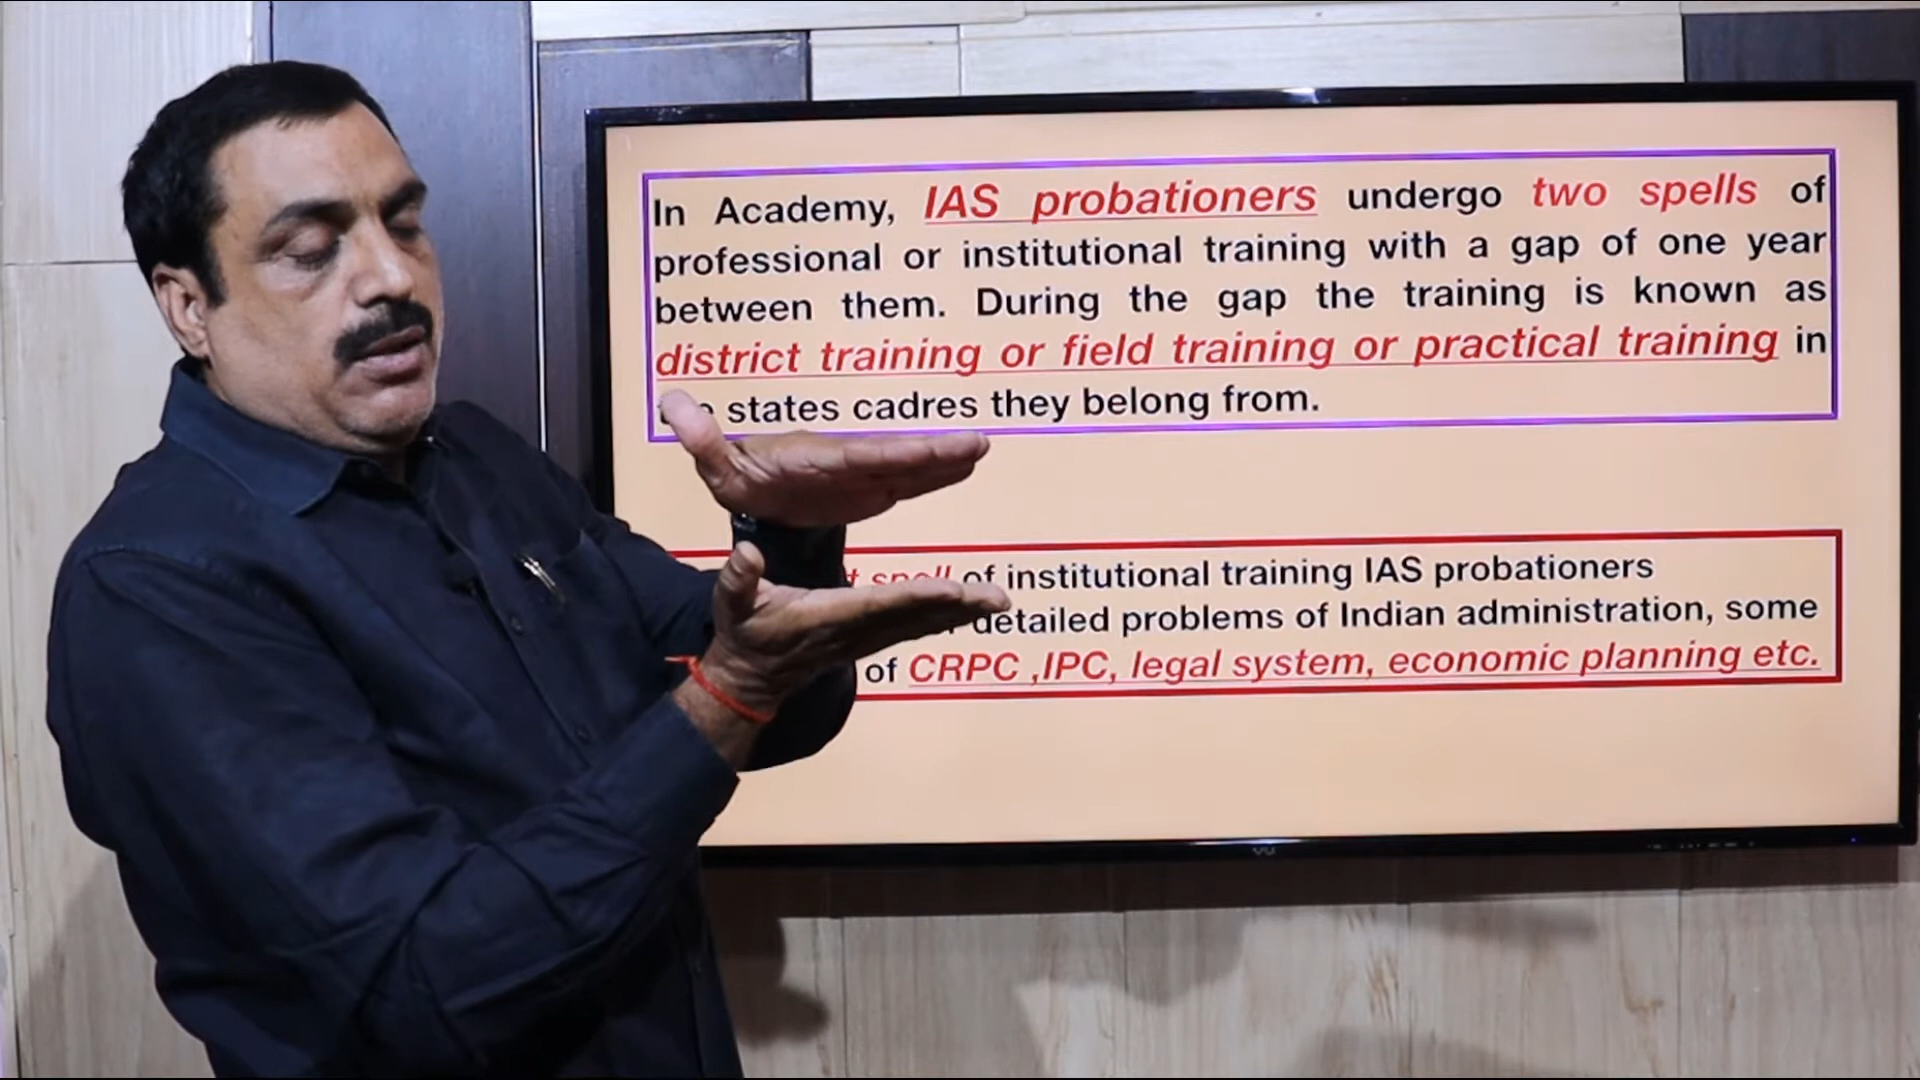 In Academy, IAS probationers undergo two spells of
professional or institutional training with a gap of one year
between them. During the gap the training is known as
district training or field training or practical training in
states cadres they belong from.
spell of institutional training IAS probationers
detailed problems of Indian administration, some
of CRPC ,IPC, legal system, economic planning etc.
VU